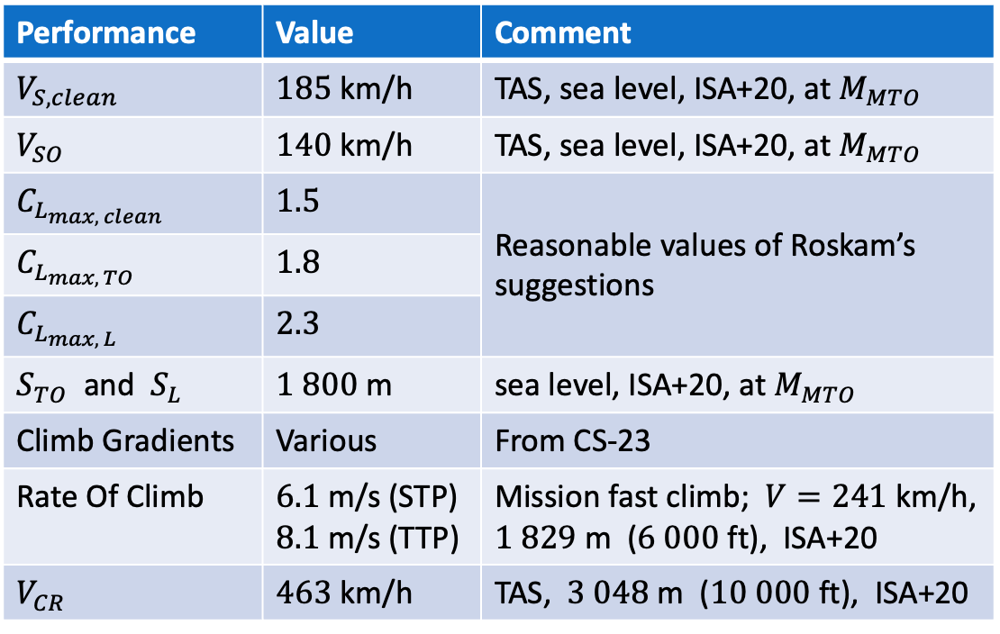 Performance Value Comment
V_{S,clean} 185 km/h TAS, sea level, ISA+20, at M_{MTO}
V_{SO} 140 km/h TAS, sea level, ISA+20, at M_{MTO}
C_{L_{max, clean}} 1.5
C_{L_{max, TO}} 1.8
Reasonable values of Roskam’s
suggestions
C_{L_{max, L}} 2.3
S_{TO} and S_{L} 1 800 m sea level, ISA+20, at M_{MTO}
Climb Gradients Various From CS-23
Rate Of Climb 6.1 m/s (STP) Mission fast climb; V = 241 km/h,
8.1 m/s (TTP) 1 829 m (6 000 ft), ISA+20
V_{CR} 463 km/h TAS, 3 048 m (10 000 ft), ISA+20